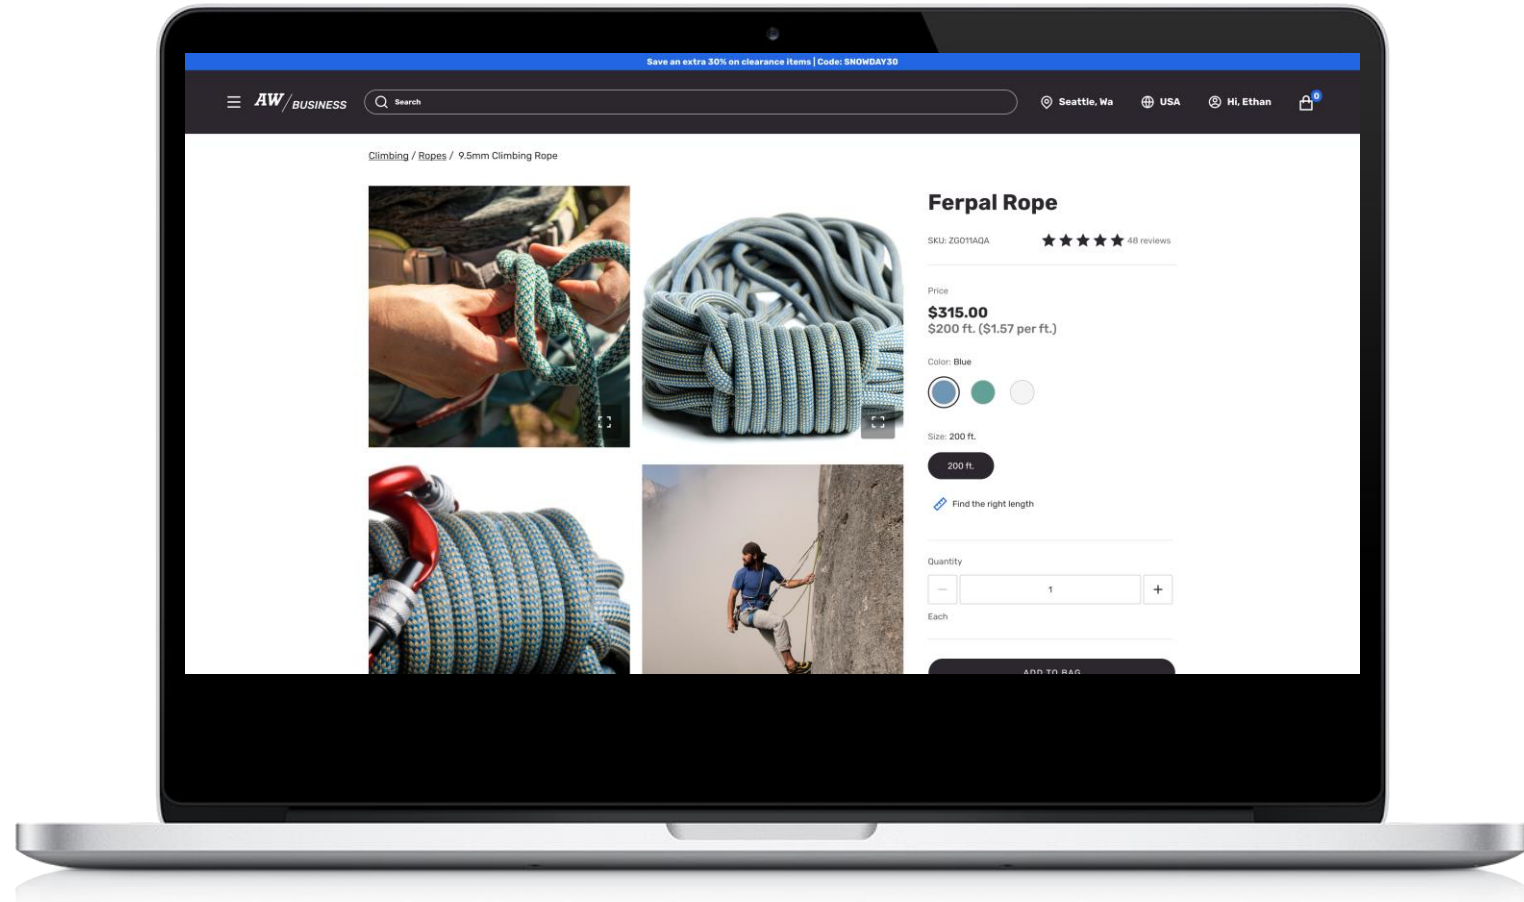 Save an extra 30% on clearance items | Code: SNOWDAY30
AW/BUSINESS
Search
Seattle, Wa
USA
Hi, Ethan
0
Climbing / Ropes / 9.5mm Climbing Rope
Ferpal Rope
SKU: ZG011AQA
48 reviews
Price
$315.00
$200 ft. ($1.57 per ft.)
Color: Blue
Size: 200 ft.
200 ft.
Find the right length
Quantity
1
Each
ADD TO BAG